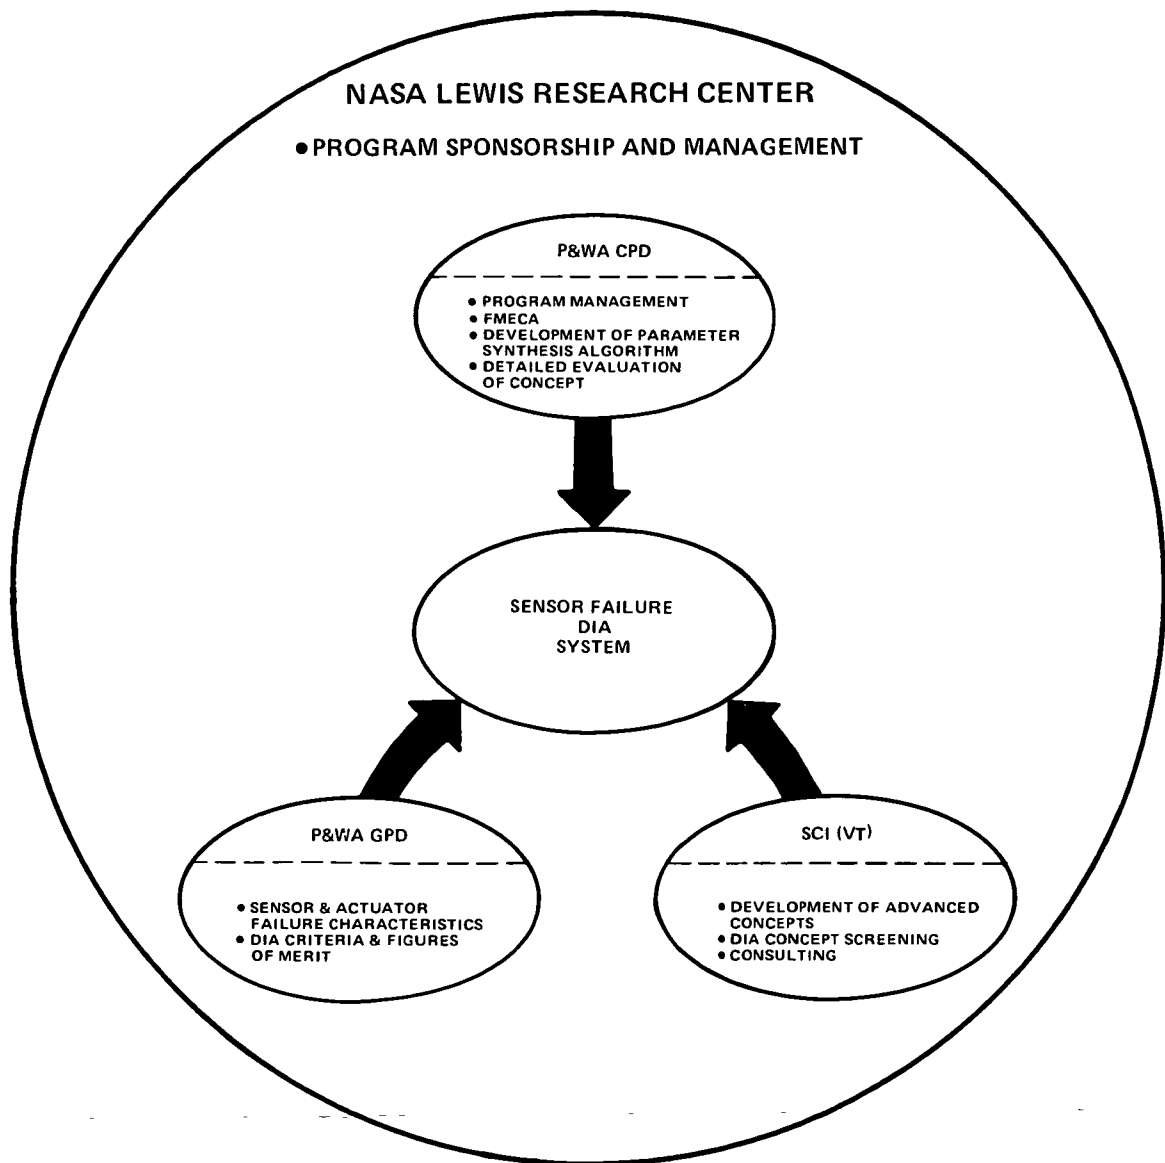 NASA LEWIS RESEARCH CENTER
• PROGRAM SPONSORSHIP AND MANAGEMENT
P&WA CPD
• PROGRAM MANAGEMENT
• FMECA
• DEVELOPMENT OF PARAMETER
SYNTHESIS ALGORITHM
• DETAILED EVALUATION
OF CONCEPT
SENSOR FAILURE
DIA
SYSTEM
P&WA GPD
• SENSOR & ACTUATOR
FAILURE CHARACTERISTICS
• DIA CRITERIA & FIGURES
OF MERIT
SCI (VT)
• DEVELOPMENT OF ADVANCED
CONCEPTS
• DIA CONCEPT SCREENING
• CONSULTING